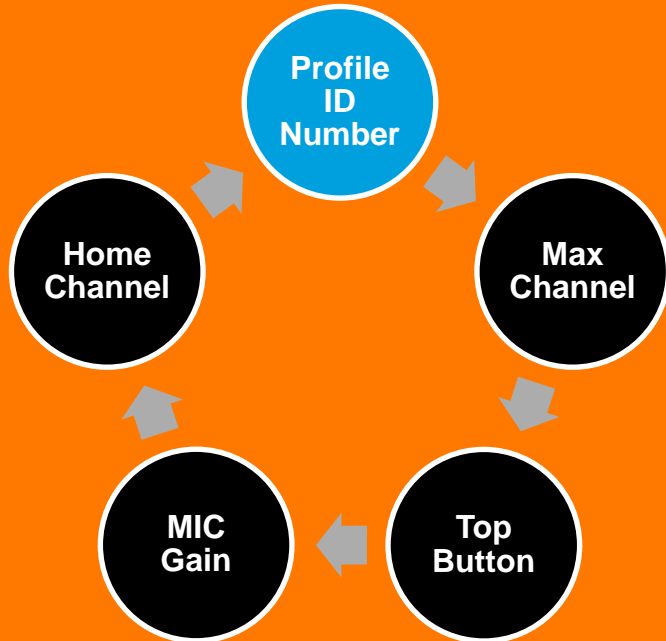 Profile
ID
Number
Max
Channel
Top
Button
MIC
Gain
Home
Channel